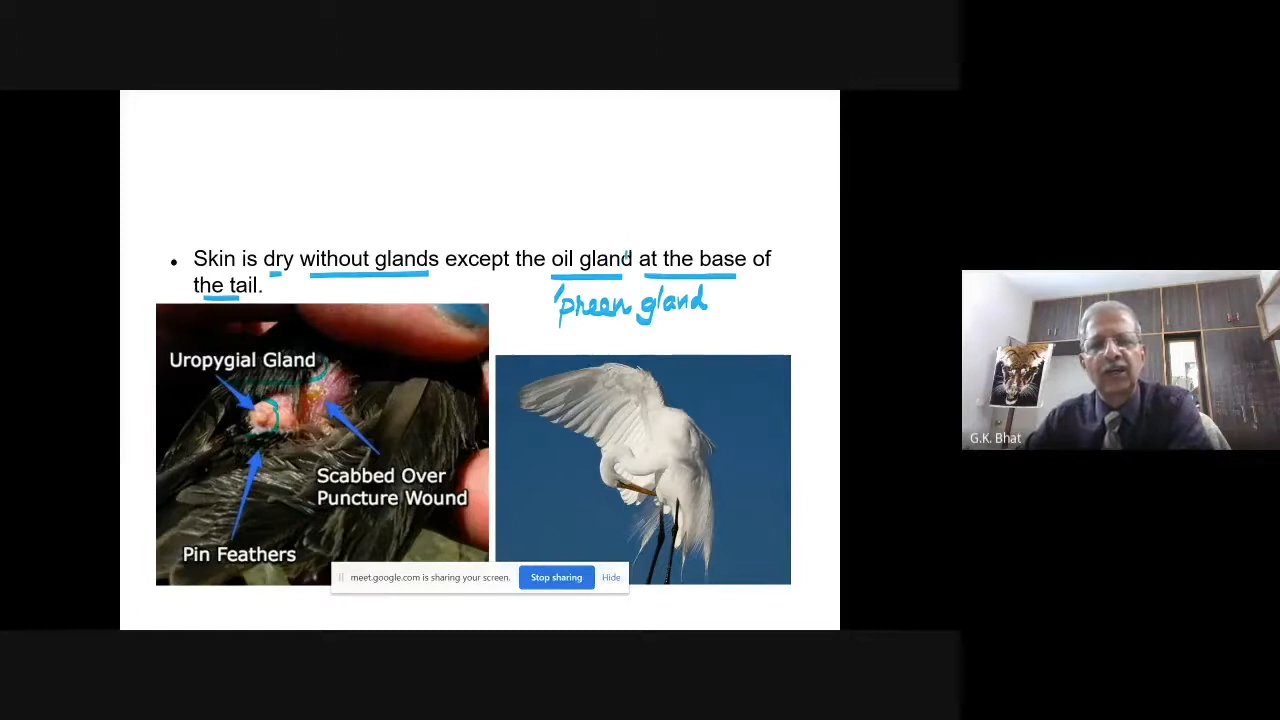 • Skin is dry without glands except the oil gland at the base of
the tail.
'preen gland
Uropygial Gland
Scabbed Over
Puncture Wound
Pin Feathers
meet.google.com is sharing your screen. Stop sharing Hide
G.K. Bhat